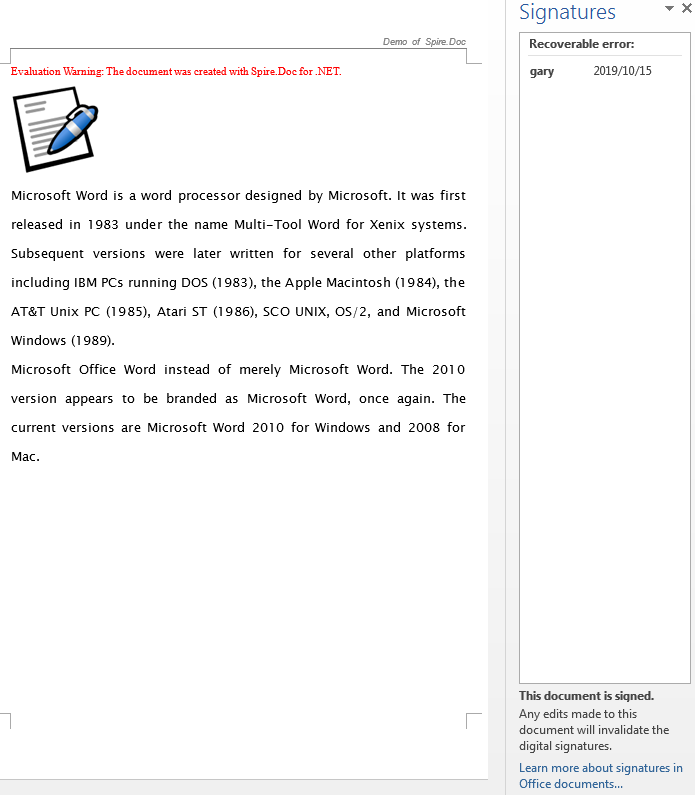 Demo of Spire.Doc
Evaluation Warning: The document was created with Spire.Doc for .NET.
Microsoft Word is a word processor designed by Microsoft. It was first
released in 1983 under the name Multi-Tool Word for Xenix systems.
Subsequent versions were later written for several other platforms
including IBM PCs running DOS (1983), the Apple Macintosh (1984), the
AT&T Unix PC (1985), Atari ST (1986), SCO UNIX, OS/2, and Microsoft
Windows (1989).
Microsoft Office Word instead of merely Microsoft Word. The 2010
version appears to be branded as Microsoft Word, once again. The
current versions are Microsoft Word 2010 for Windows and 2008 for
Mac.
Signatures
Recoverable error:
gary 2019/10/15
This document is signed.
Any edits made to this
document will invalidate the
digital signatures.
Learn more about signatures in
Office documents...